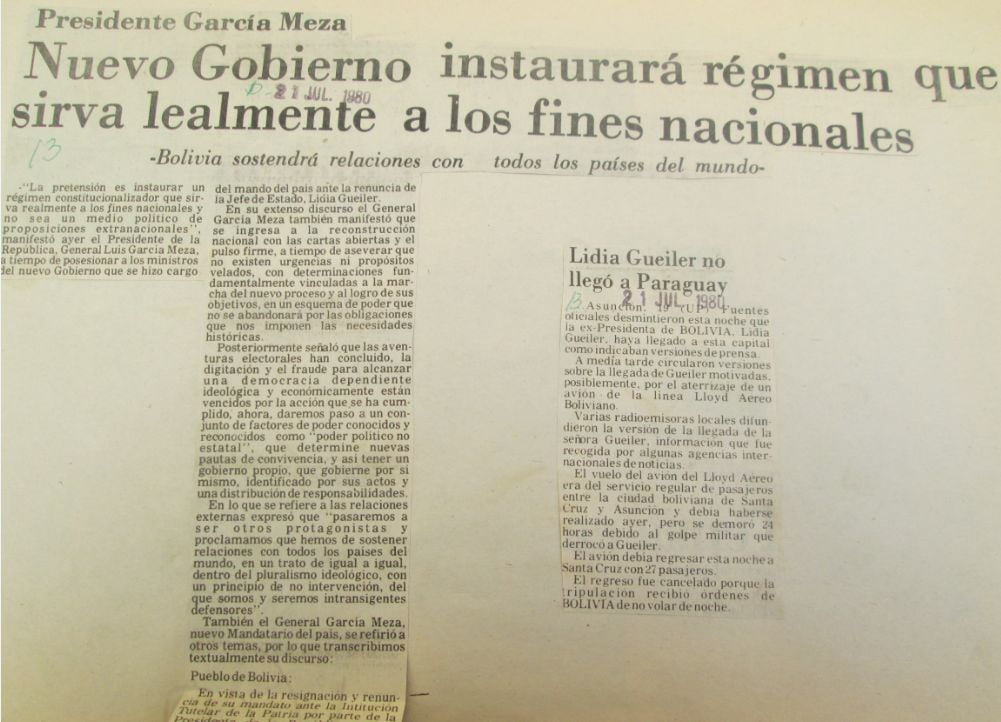 Presidente García Meza
Nuevo Gobierno instaurará régimen que
sirva lealmente a los fines nacionales
21 JUL. 1980
13
-Bolivia sostendrá relaciones con todos los países del mundo-
-"La pretensión es instaurar un
régimen constitucionalizador que sir-
va realmente a los fines nacionales y
no sea un medio político de
proposiciones extranacionales",
manifestó ayer el Presidente de la
República, General Luis García Meza,
a tiempo de posesionar a los ministros
del nuevo Gobierno que se hizo cargo
del mando del país ante la renuncia de
la Jefe de Estado, Lidia Gueiler.
En su extenso discurso el General
García Meza también manifestó que
se ingresa a la reconstrucción
nacional con las cartas abiertas y el
pulso firme, a tiempo de aseverar que
no existen urgencias ni propósitos
velados, con determinaciones fun-
damentalmente vinculadas a la mar-
cha del nuevo proceso y al logro de sus
objetivos, en un esquema de poder que
no se abandonará por las obligaciones
que nos imponen las necesidades
históricas.
Posteriormente señaló que las aven-
turas electorales han concluido, la
digitación y el fraude para alcanzar
una democracia dependiente
ideológica y económicamente están
vencidos por la acción que se ha cum-
plido, ahora, daremos paso a un con-
junto de factores de poder conocidos y
reconocidos como "poder político no
estatal", que determine nuevas
pautas de convivencia, y así tener un
gobierno propio, que gobierne por sí
mismo, identificado por sus actos y
una distribución de responsabilidades.
En lo que se refiere a las relaciones
externas expresó que "pasaremos a
ser otros protagonistas y
proclamamos que hemos de sostener
relaciones con todos los países del
mundo, en un trato de igual a igual,
dentro del pluralismo ideológico, con
un principio de no intervención, del
que somos y seremos intransigentes
defensores".
También el General García Meza,
nuevo Mandatario del país, se refirió a
otros temas, por lo que transcribimos
textualmente su discurso:
Pueblo de Bolivia:
En vista de la resignación y renun-
cia de su mandato ante la Intitución
Tutelar de la Patria por parte de la
Lidia Gueiler no
llegó a Paraguay
21 JUL. 1980
Asunción, 19 (UP) Fuentes
oficiales desmintieron esta noche que
la ex-Presidenta de BOLIVIA, Lidia
Gueiler, haya llegado a esta capital
como indicaban versiones de prensa.
A media tarde circularon versiones
sobre la llegada de Gueiler motivadas,
posiblemente, por el aterrizaje de un
avión de la línea Lloyd Aereo
Boliviano.
Varias radioemisoras locales difun-
dieron la versión de la llegada de la
señora Gueiler, información que fue
recogida por algunas agencias inter-
nacionales de noticias.
El vuelo del avión del Lloyd Aéreo
era del servicio regular de pasajeros
entre la ciudad boliviana de Santa
Cruz y Asunción y debía haberse
realizado ayer, pero se demoró 24
horas debido al golpe militar que
derrocó a Gueiler.
El avión debía regresar esta noche a
Santa Cruz con 27 pasajeros.
El regreso fue cancelado porque la
tripulación recibió órdenes de
BOLIVIA de no volar de noche.